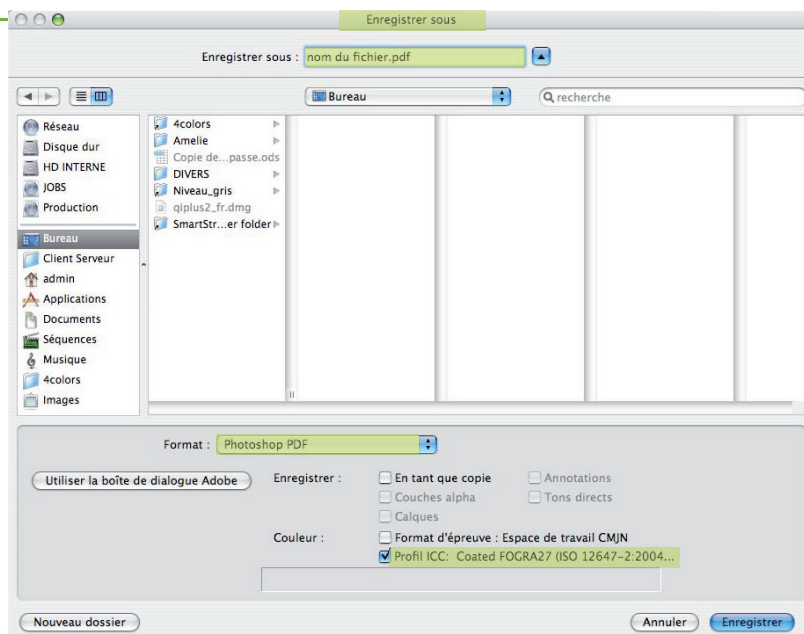 Enregistrer sous
Enregistrer sous : nom du fichier.pdf
Bureau
recherche
Réseau
Disque dur
HD INTERNE
JOBS
Production
Bureau
Client Serveur
admin
Applications
Documents
Séquences
Musique
4colors
Images
4colors
Amelie
Copie de...passe.ods
DIVERS
Niveau_gris
qiplus2_fr.dmg
SmartStr...er folder
Format : Photoshop PDF
Utiliser la boîte de dialogue Adobe
Enregistrer :
En tant que copie
Annotations
Couches alpha
Tons directs
Calques
Couleur :
Format d'épreuve : Espace de travail CMJN
Profil ICC: Coated FOGRA27 (ISO 12647-2:2004...
Nouveau dossier
Annuler
Enregistrer